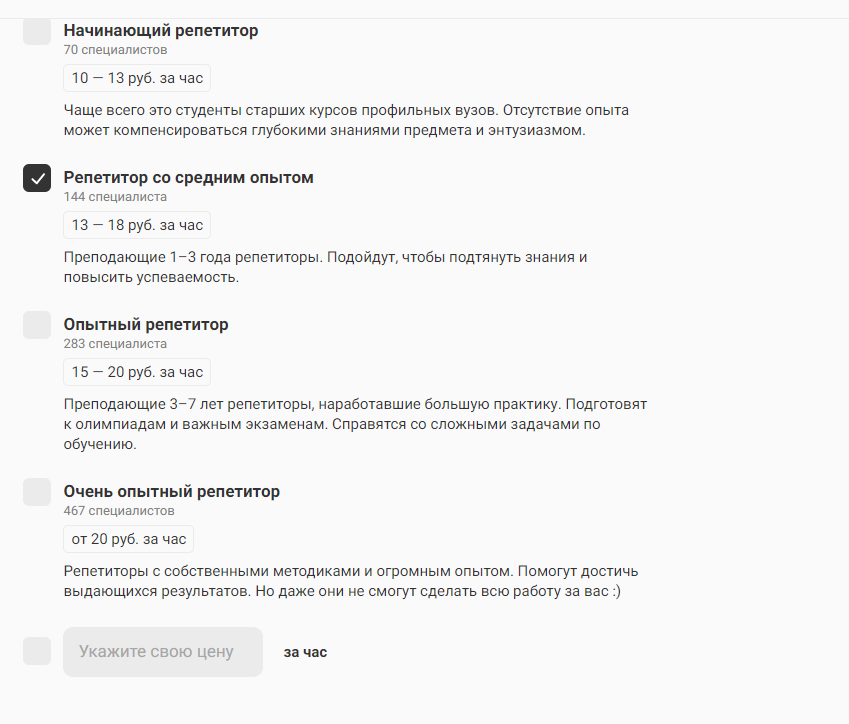 Начинающий репетитор
70 специалистов
10 — 13 руб. за час
Чаще всего это студенты старших курсов профильных вузов. Отсутствие опыта
может компенсироваться глубокими знаниями предмета и энтузиазмом.
Репетитор со средним опытом
144 специалиста
13 — 18 руб. за час
Преподающие 1–3 года репетиторы. Подойдут, чтобы подтянуть знания и
повысить успеваемость.
Опытный репетитор
283 специалиста
15 — 20 руб. за час
Преподающие 3–7 лет репетиторы, наработавшие большую практику. Подготовят
к олимпиадам и важным экзаменам. Справятся со сложными задачами по
обучению.
Очень опытный репетитор
467 специалистов
от 20 руб. за час
Репетиторы с собственными методиками и огромным опытом. Помогут достичь
выдающихся результатов. Но даже они не смогут сделать всю работу за вас :)
Укажите свою цену за час